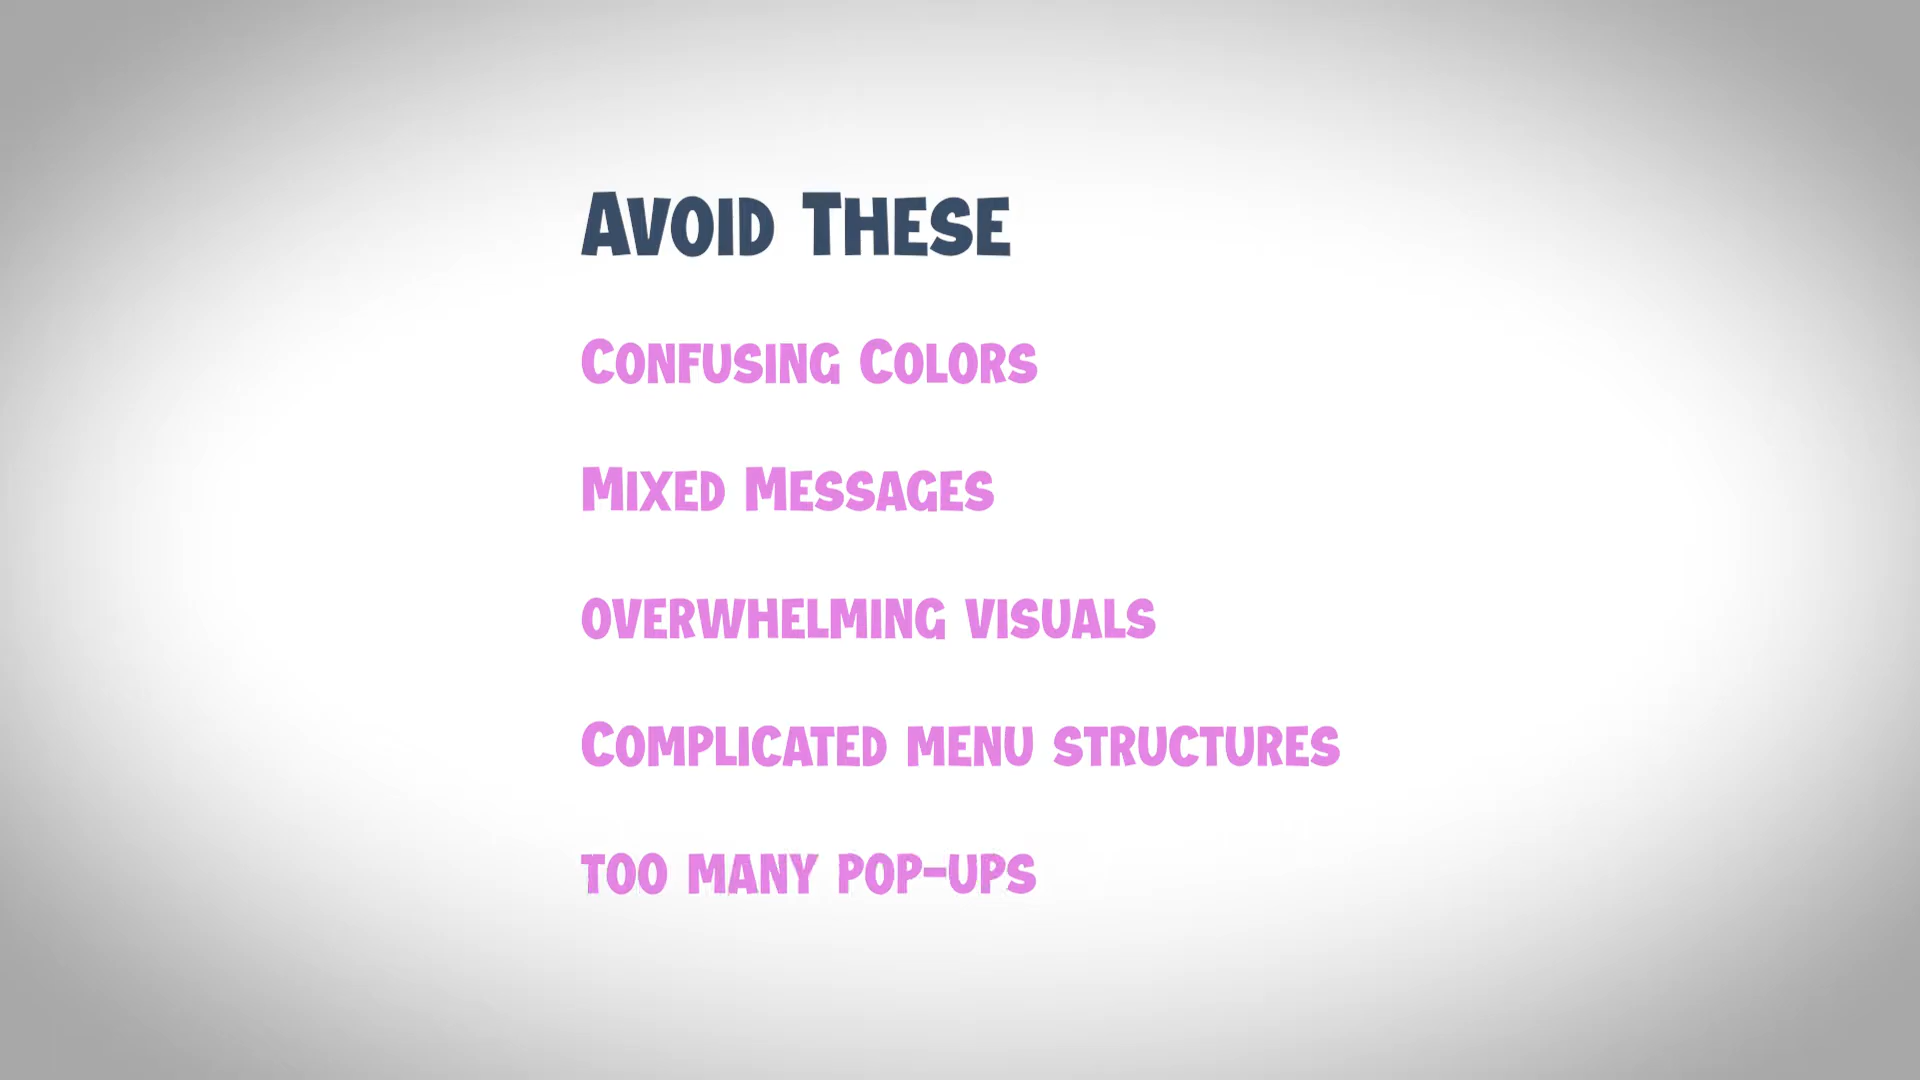 Avoid These
Confusing Colors
Mixed Messages
overwhelming visuals
Complicated menu structures
too many pop-ups